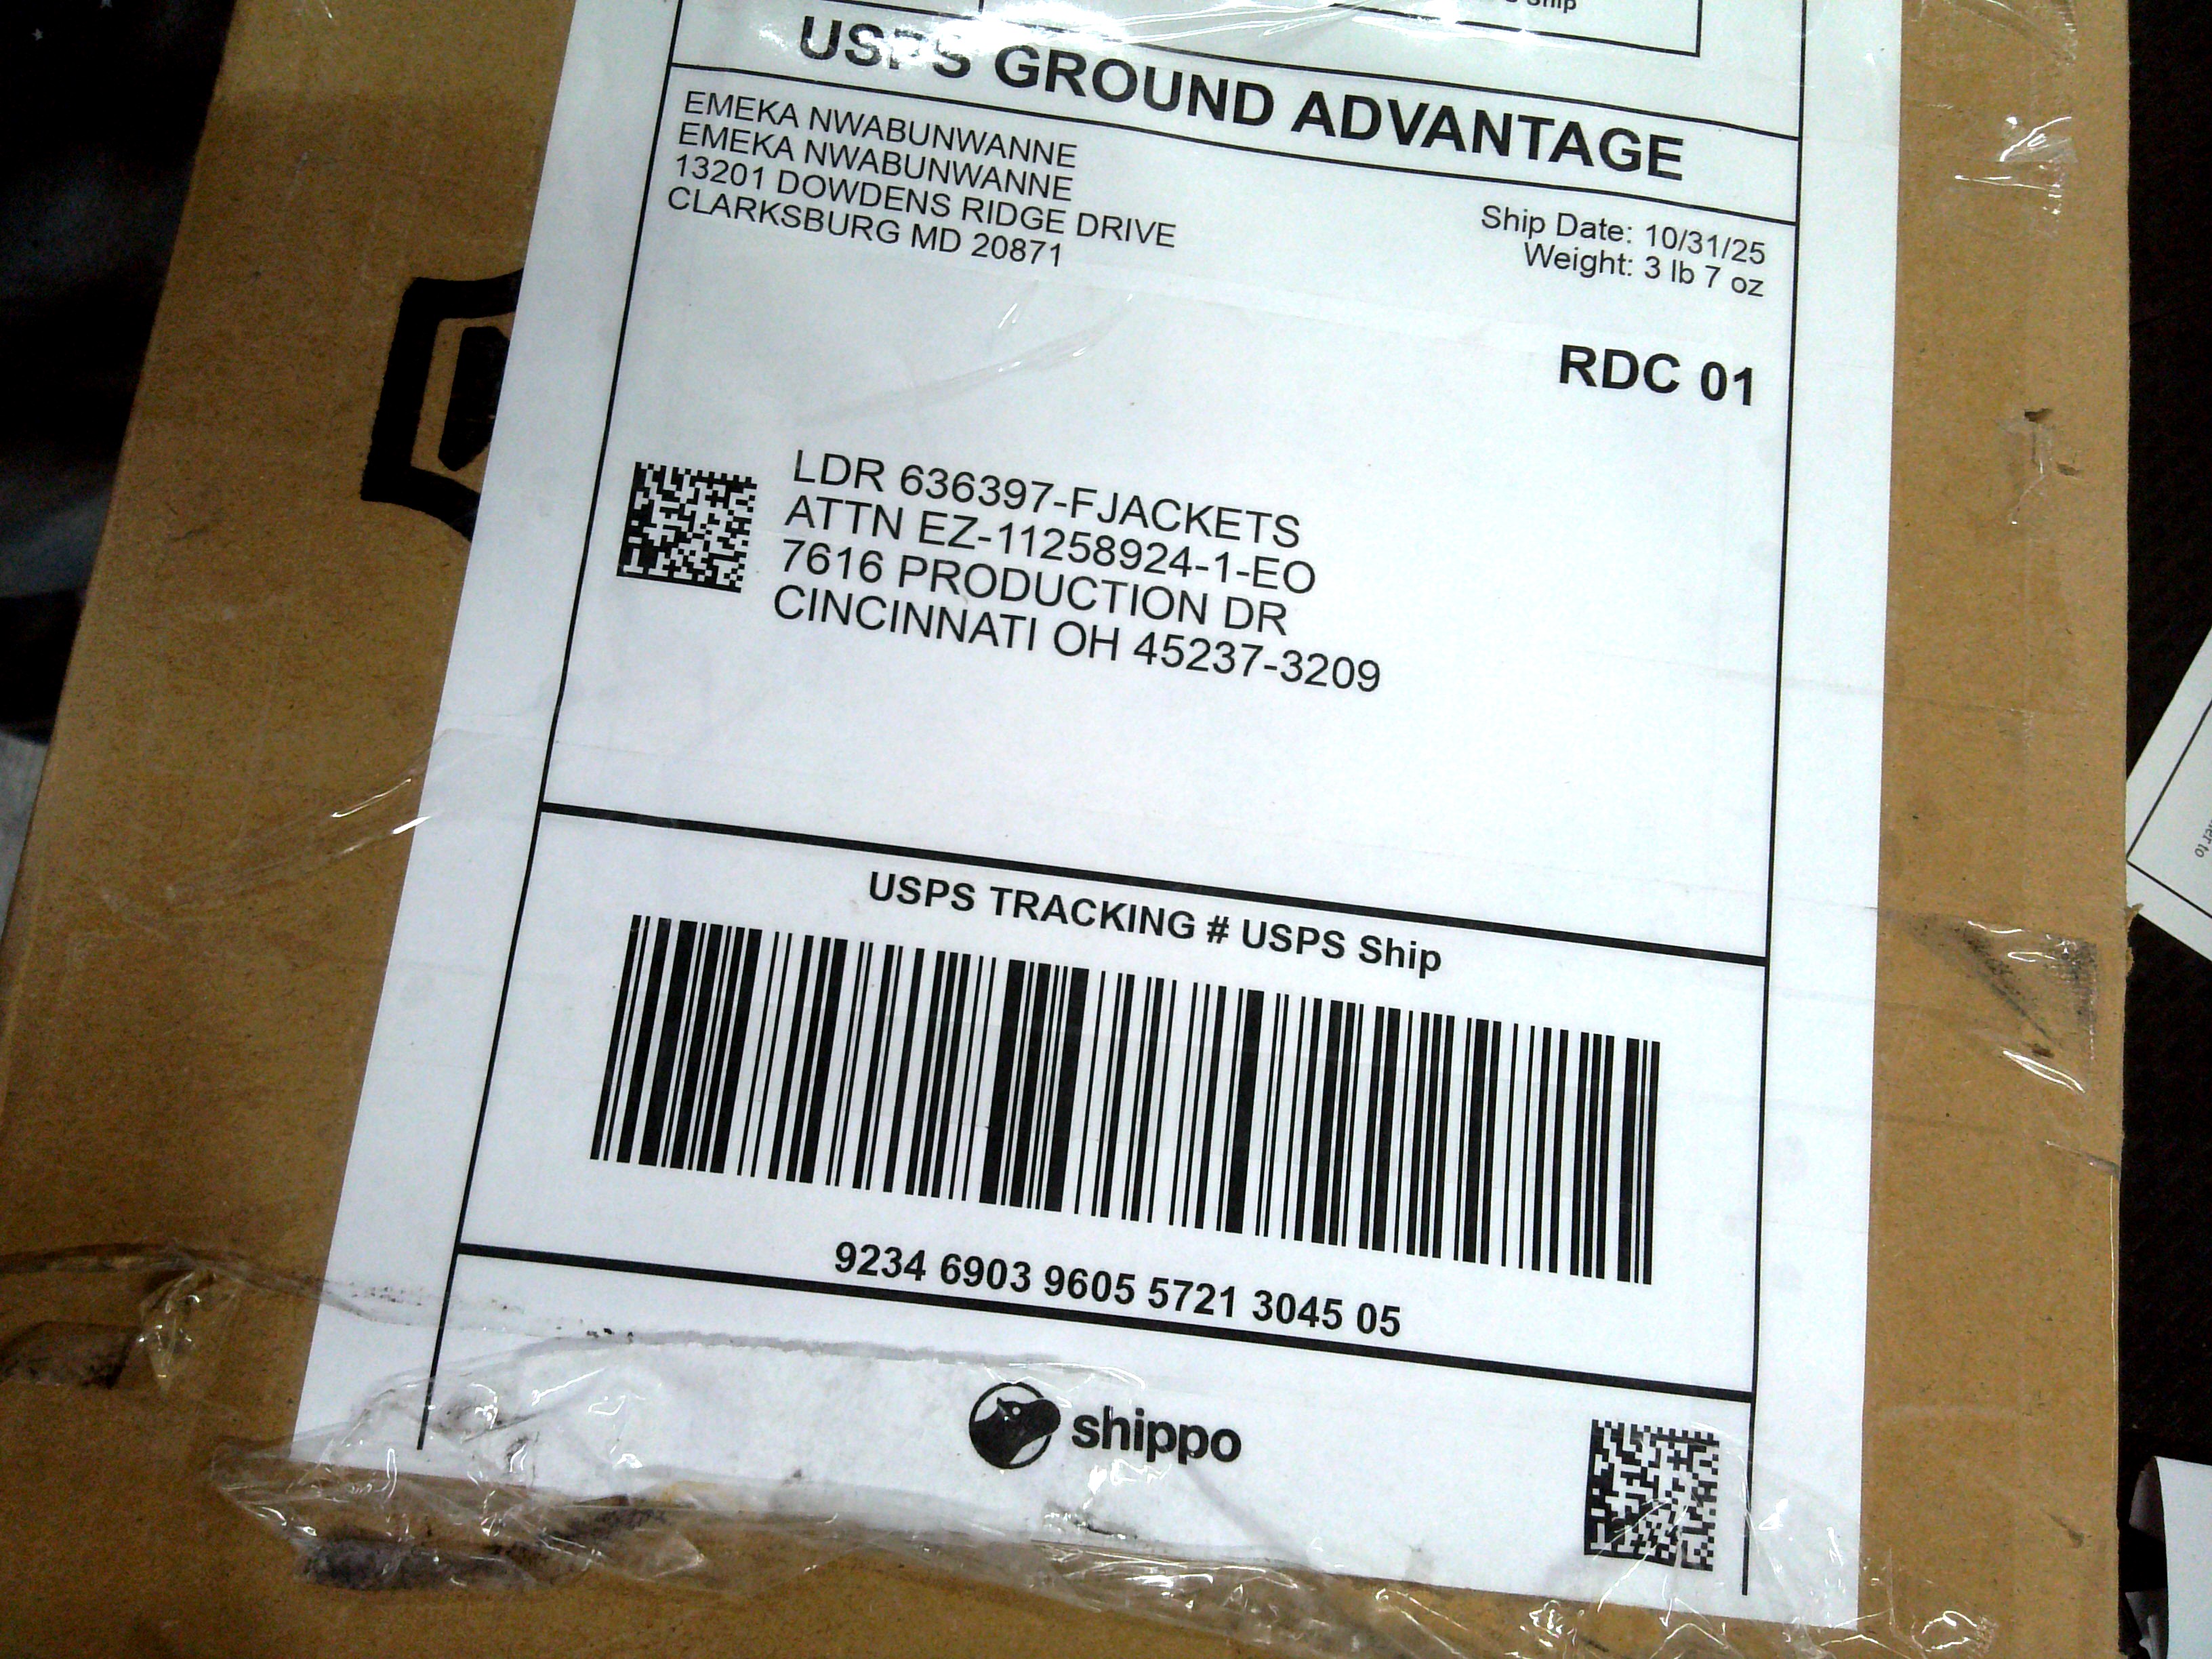 Ship
USPS GROUND ADVANTAGE
EMEKA NWABUNWANNE
EMEKA NWABUNWANNE
13201 DOWDENS RIDGE DRIVE
CLARKSBURG MD 20871
Ship Date: 10/31/25
Weight: 3 lb 7 oz
RDC 01
LDR 636397-FJACKETS
ATTN EZ-11258924-1-EO
7616 PRODUCTION DR
CINCINNATI OH 45237-3209
USPS TRACKING # USPS Ship
9234 6903 9605 5721 3045 05
shippo